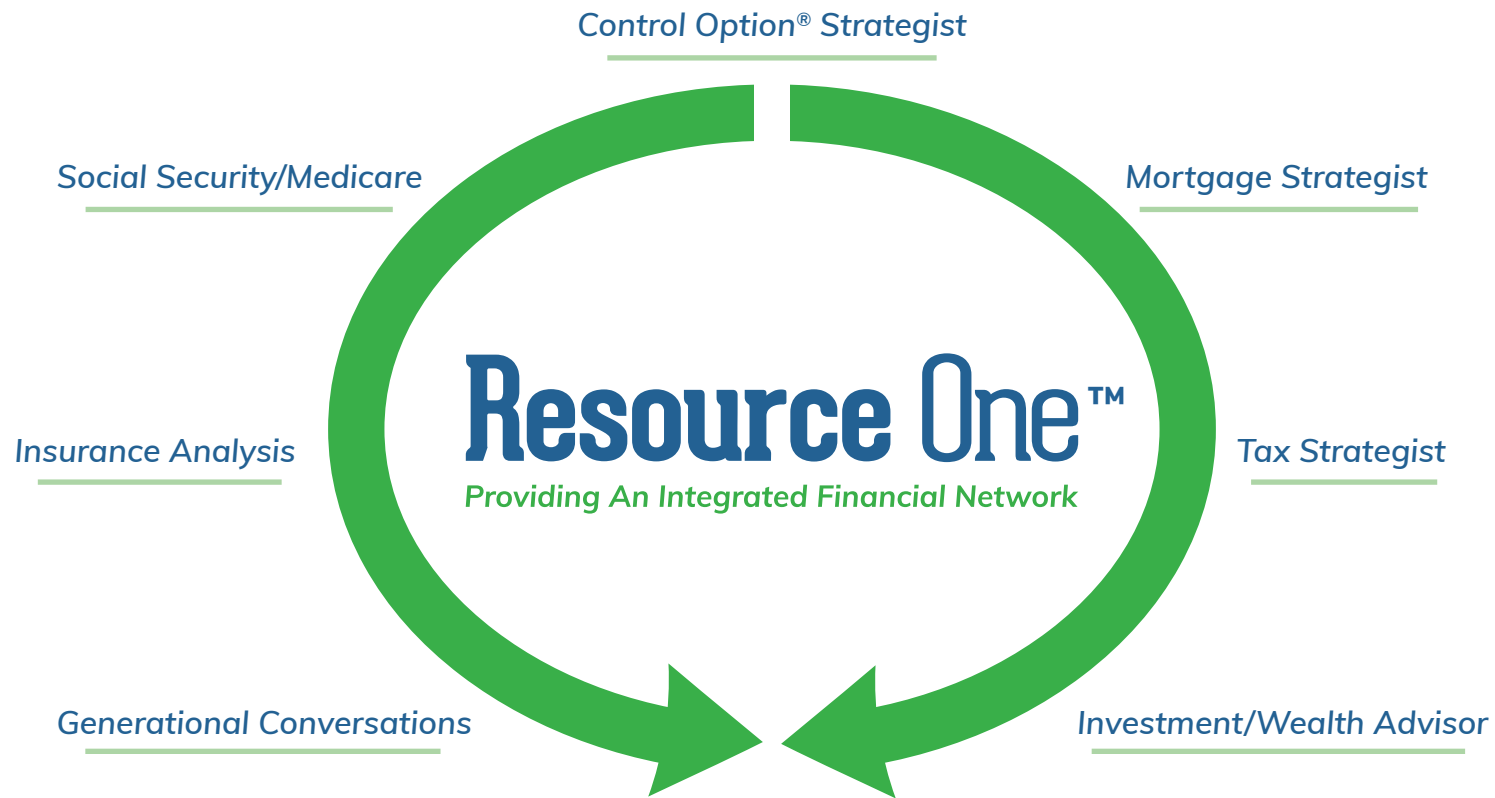 Control Option® Strategist
Social Security/Medicare
Mortgage Strategist
Resource One™
Insurance Analysis
Tax Strategist
Providing An Integrated Financial Network
Generational Conversations
Investment/Wealth Advisor